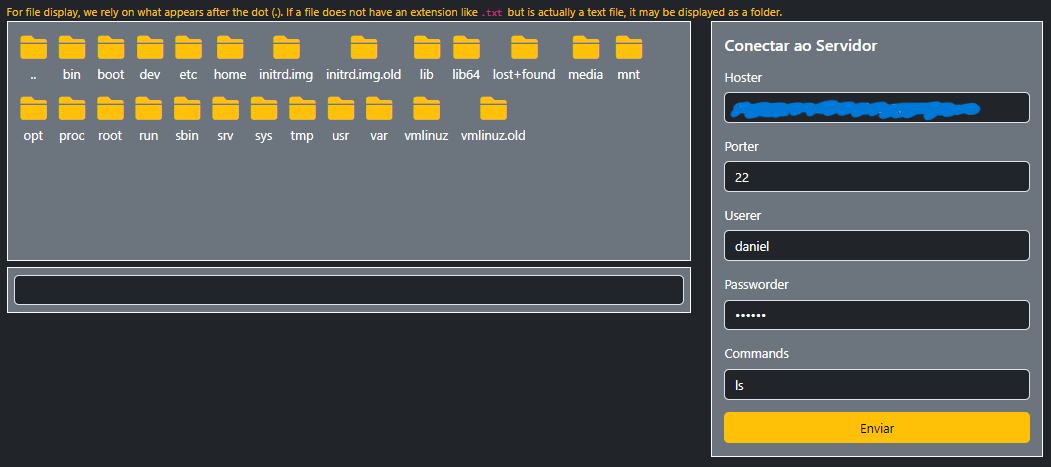 For file display, we rely on what appears after the dot (.). If a file does not have an extension like .txt but is actually a text file, it may be displayed as a folder.
.. bin boot dev etc home initrd.img initrd.img.old lib lib64 lost+found media mnt
opt proc root run sbin srv sys tmp usr var vmlinuz vmlinuz.old
Conectar ao Servidor
Hoster
Porter
22
Userer
daniel
Passworder
••••••
Commands
ls
Enviar